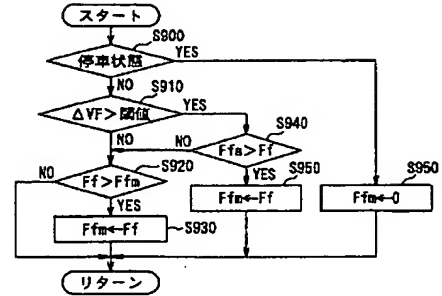 スタート
S900
停車状態
YES
NO
S910
ΔVF>閾値
YES
NO
S940
NO
Ffa>Ff
S920
NO
Ff>Ffm
YES
S950
S950
YES
Ffm←Ff
Ffm←0
Ffm←Ff
S930
リターン